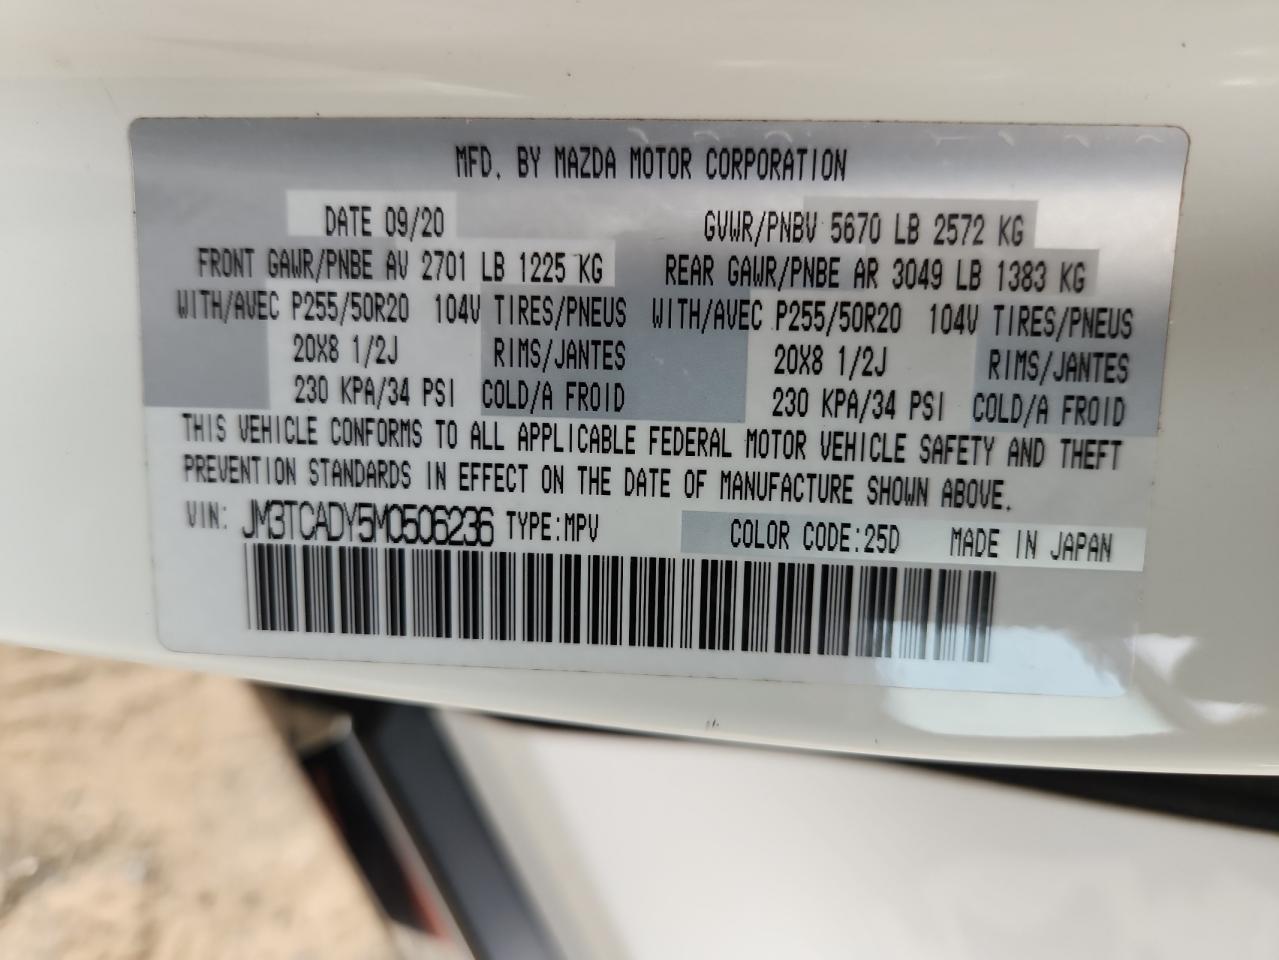 MFD. BY MAZDA MOTOR CORPORATION
DATE 09/20 GVWR/PNBV 5670 LB 2572 KG
FRONT GAWR/PNBE AV 2701 LB 1225 KG REAR GAWR/PNBE AR 3049 LB 1383 KG
WITH/AVEC P255/50R20 104V TIRES/PNEUS WITH/AVEC P255/50R20 104V TIRES/PNEUS
20X8 1/2J RIMS/JANTES 20X8 1/2J RIMS/JANTES
230 KPA/34 PSI COLD/A FROID 230 KPA/34 PSI COLD/A FROID
THIS VEHICLE CONFORMS TO ALL APPLICABLE FEDERAL MOTOR VEHICLE SAFETY AND THEFT
PREVENTION STANDARDS IN EFFECT ON THE DATE OF MANUFACTURE SHOWN ABOVE.
VIN: JM3TCADY5M0506236 TYPE:MPV COLOR CODE:25D MADE IN JAPAN